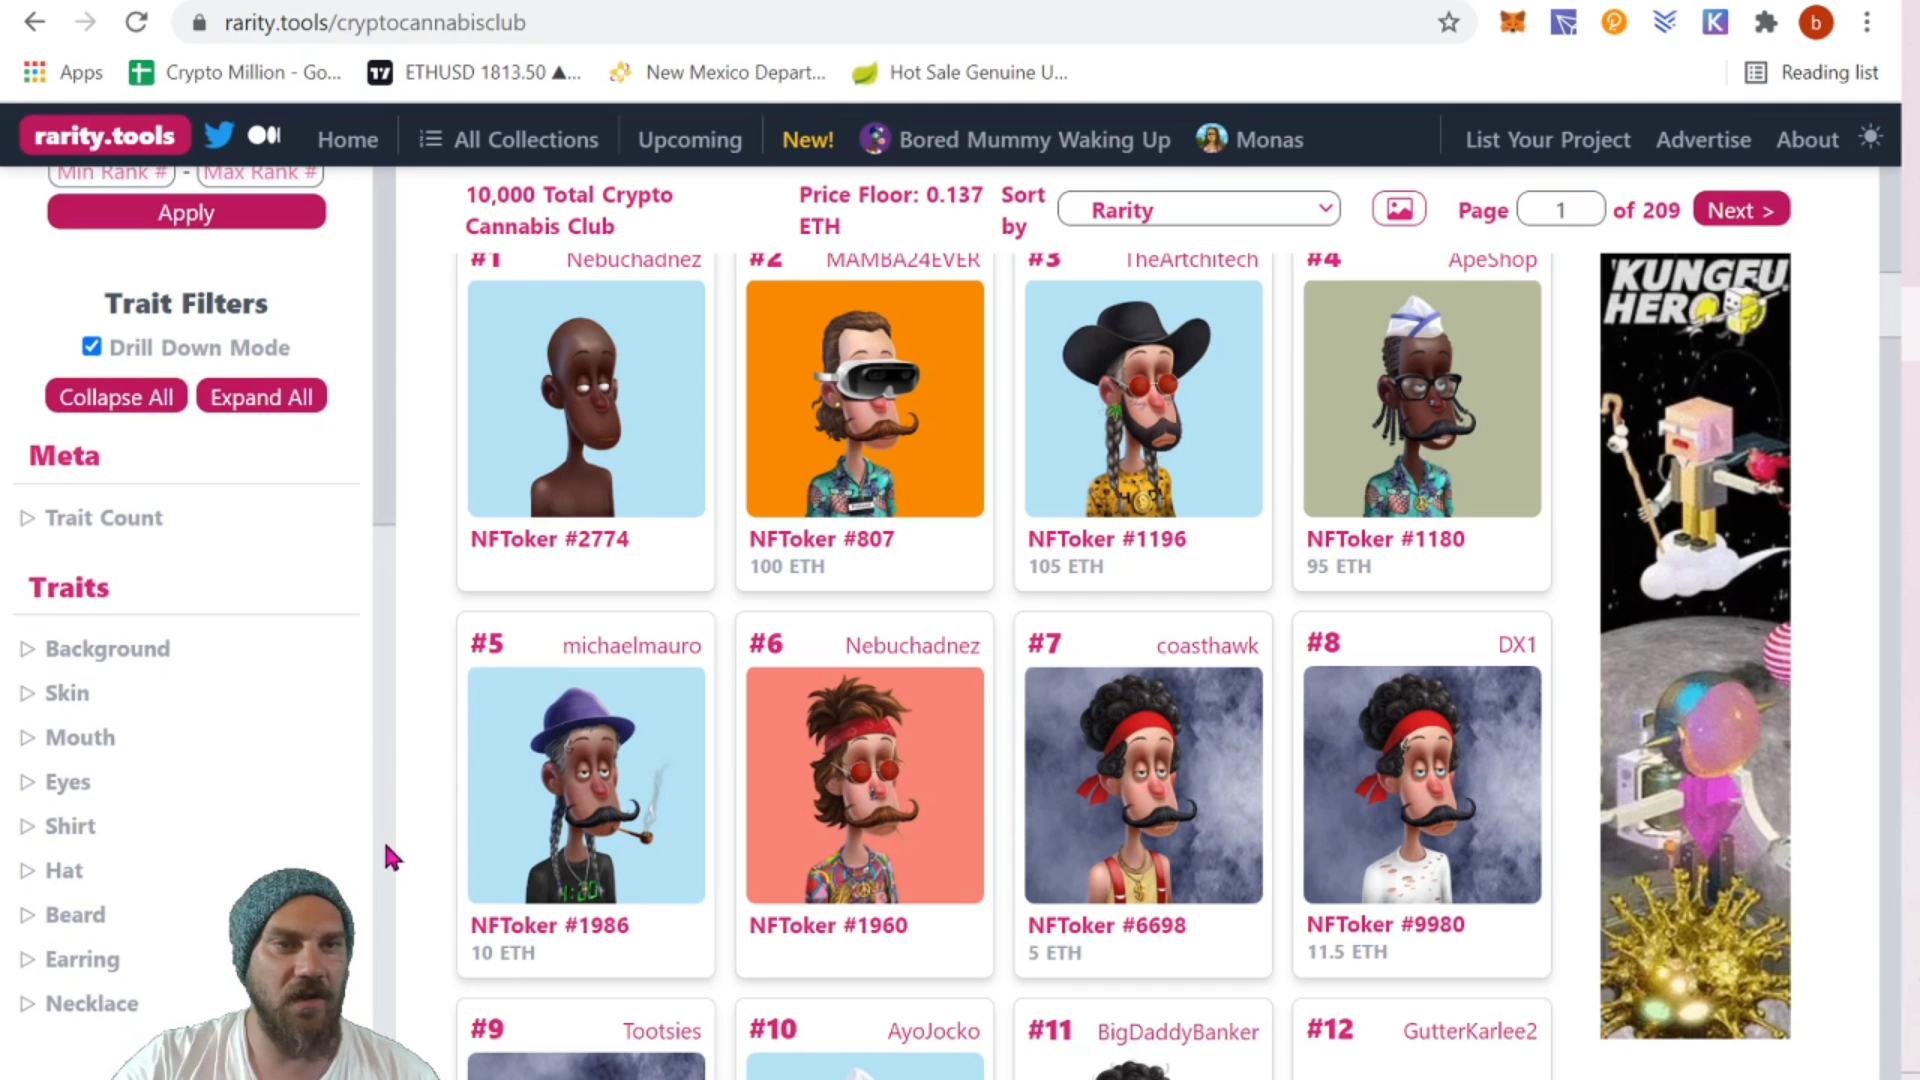 rarity.tools/cryptocannabisclub
b
Apps
Crypto Million - Go...
ETHUSD 1813.50 ▲...
New Mexico Depart...
Hot Sale Genuine U...
Reading list
rarity.tools
Home
All Collections
Upcoming
New!
Bored Mummy Waking Up
Monas
List Your Project
Advertise
About
Min Rank # - Max Rank #
Apply
Trait Filters
Drill Down Mode
Collapse All
Expand All
Meta
Trait Count
Traits
Background
Skin
Mouth
Eyes
Shirt
Hat
Beard
Earring
Necklace
10,000 Total Crypto
Cannabis Club
Price Floor: 0.137
ETH
Sort
by
Rarity
Page 1 of 209
Next >
#1 Nebuchadnez
NFToker #2774
#2 MAMBA24EVER
NFToker #807
100 ETH
#3 TheArtchitech
NFToker #1196
105 ETH
#4 ApeShop
NFToker #1180
95 ETH
#5 michaelmauro
NFToker #1986
10 ETH
#6 Nebuchadnez
NFToker #1960
#7 coasthawk
NFToker #6698
5 ETH
#8 DX1
NFToker #9980
11.5 ETH
#9 Tootsies
#10 AyoJocko
#11 BigDaddyBanker
#12 GutterKarlee2
KUNGFU
HERO